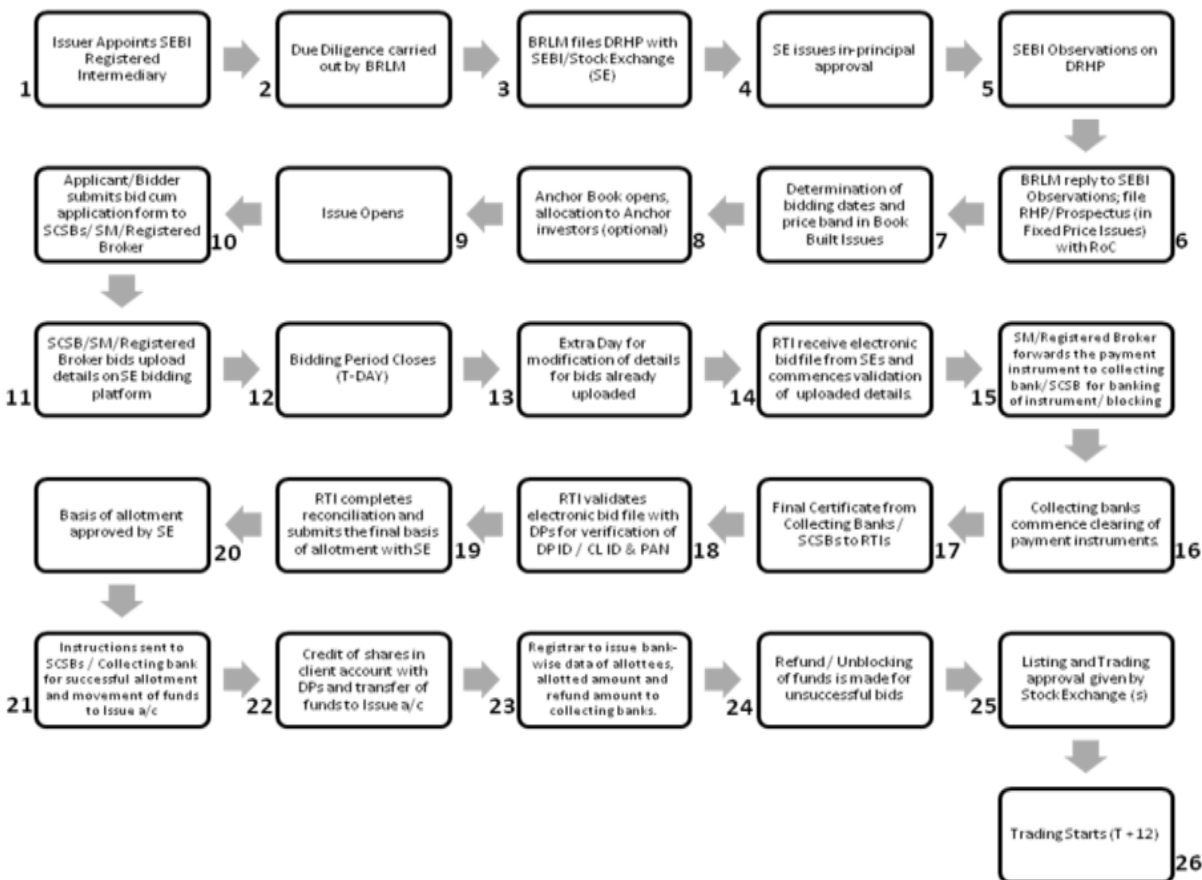 Issuer Appoints SEBI
Registered
Intermediary
1
Due Diligence carried
out by BRLM
2
BRLM files DRHP with
SEBI/Stock Exchange
(SE)
3
SE issues in-principal
approval
4
SEBI Observations on
DRHP
5
BRLM reply to SEBI
Observations; file
RHP/Prospectus (in
Fixed Price Issues)
with RoC
6
Determination of
bidding dates and
price band in Book
Built Issues
7
Anchor Book opens,
allocation to Anchor
investors (optional)
8
Issue Opens
9
Applicant/Bidder
submits bid cum
application form to
SCSBs/ SM/Registered
Broker
10
SCSB/SM/Registered
Broker bids upload
details on SE bidding
platform
11
Bidding Period Closes
(T-DAY)
12
Extra Day for
modification of details
for bids already
uploaded
13
RTI receive electronic
bid file from SEs and
commences validation
of uploaded details.
14
SM/Registered Broker
forwards the payment
instrument to collecting
bank/SCSB for banking
of instrument/ blocking
15
Collecting banks
commence clearing of
payment instruments.
16
Final Certificate from
Collecting Banks /
SCSBs to RTIs
17
RTI validates
electronic bid file with
DPs for verification of
DP ID / CL ID & PAN
18
RTI completes
reconciliation and
submits the final basis
of allotment with SE
19
Basis of allotment
approved by SE
20
Instructions sent to
SCSBs / Collecting bank
for successful allotment
and movement of funds
to Issue a/c
21
Credit of shares in
client account with
DPs and transfer of
funds to Issue a/c
22
Registrar to issue bank-
wise data of allottees,
allotted amount and
refund amount to
collecting banks.
23
Refund / Unblocking
of funds is made for
unsuccessful bids
24
Listing and Trading
approval given by
Stock Exchange (s)
25
Trading Starts (T + 12)
26